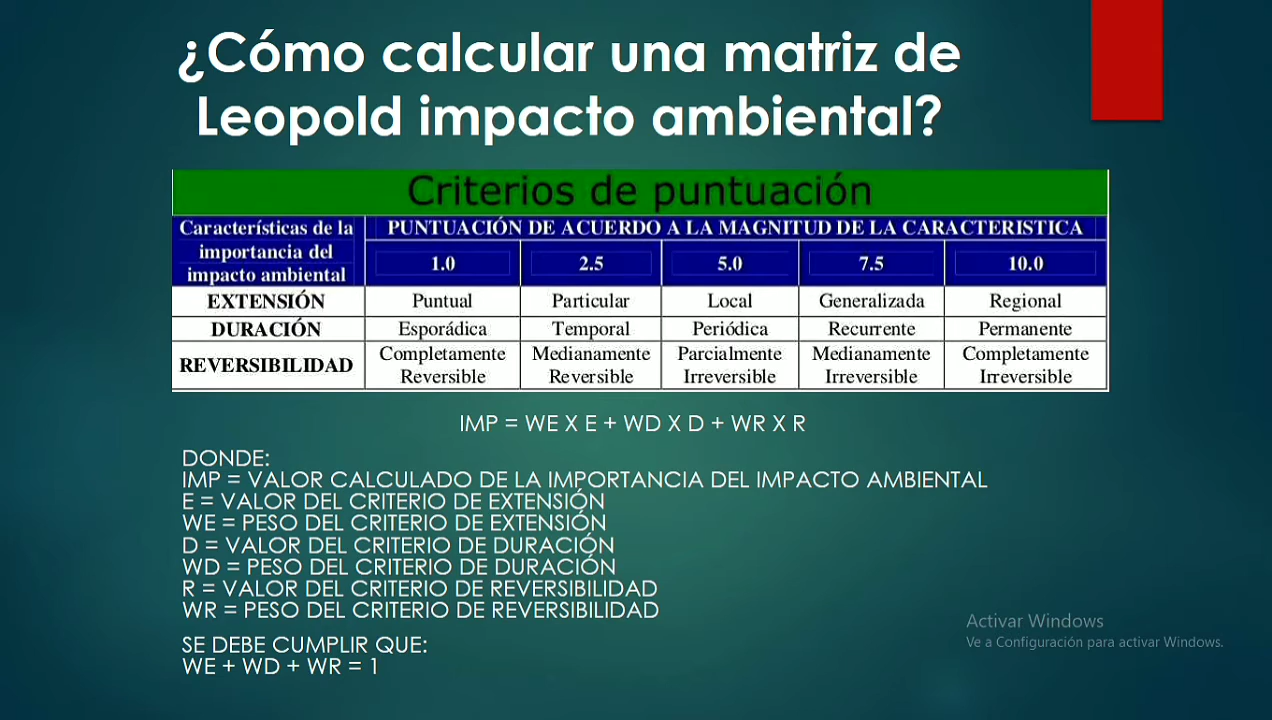 ¿Cómo calcular una matriz de
Leopold impacto ambiental?
Criterios de puntuación
Características de la importancia del impacto ambiental
PUNTUACIÓN DE ACUERDO A LA MAGNITUD DE LA CARACTERISTICA
1.0 2.5 5.0 7.5 10.0
EXTENSIÓN Puntual Particular Local Generalizada Regional
DURACIÓN Esporádica Temporal Periódica Recurrente Permanente
REVERSIBILIDAD Completamente Reversible Medianamente Reversible Parcialmente Irreversible Medianamente Irreversible Completamente Irreversible
IMP = WE X E + WD X D + WR X R
DONDE:
IMP = VALOR CALCULADO DE LA IMPORTANCIA DEL IMPACTO AMBIENTAL
E = VALOR DEL CRITERIO DE EXTENSIÓN
WE = PESO DEL CRITERIO DE EXTENSIÓN
D = VALOR DEL CRITERIO DE DURACIÓN
WD = PESO DEL CRITERIO DE DURACIÓN
R = VALOR DEL CRITERIO DE REVERSIBILIDAD
WR = PESO DEL CRITERIO DE REVERSIBILIDAD
SE DEBE CUMPLIR QUE:
WE + WD + WR = 1
Activar Windows
Ve a Configuración para activar Windows.